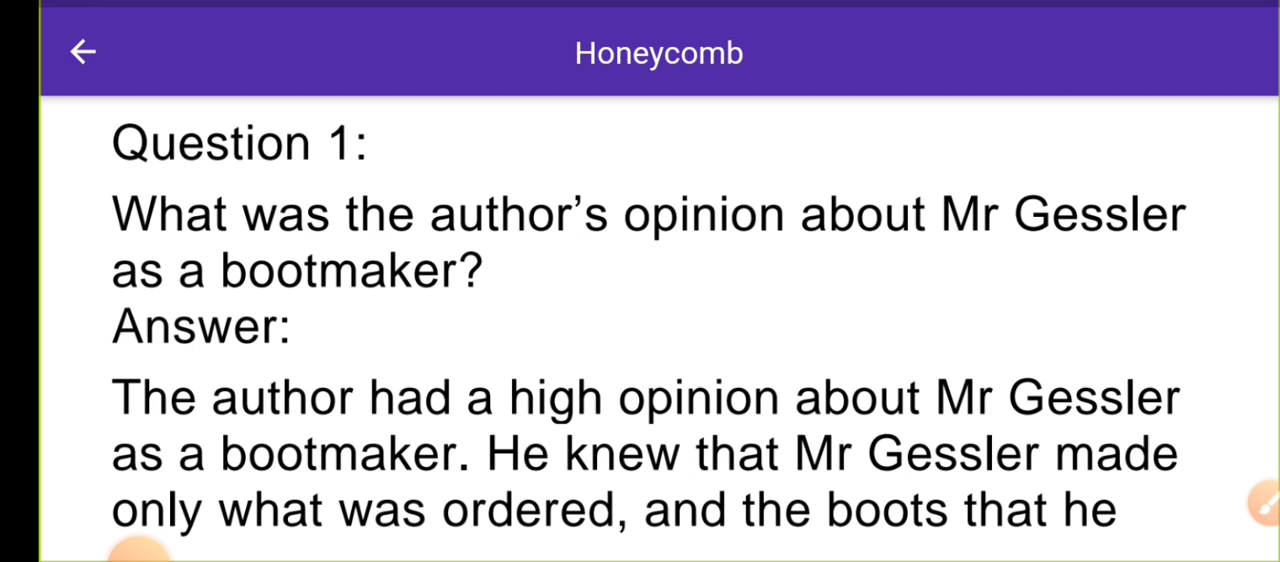 Honeycomb
Question 1:
What was the author’s opinion about Mr Gessler
as a bootmaker?
Answer:
The author had a high opinion about Mr Gessler
as a bootmaker. He knew that Mr Gessler made
only what was ordered, and the boots that he